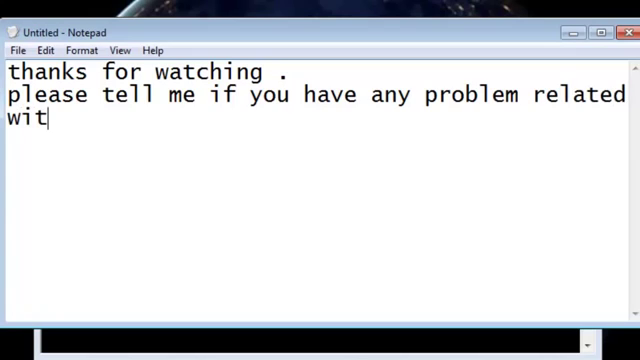 Untitled - Notepad
File Edit Format View Help
thanks for watching .
please tell me if you have any problem related
wit